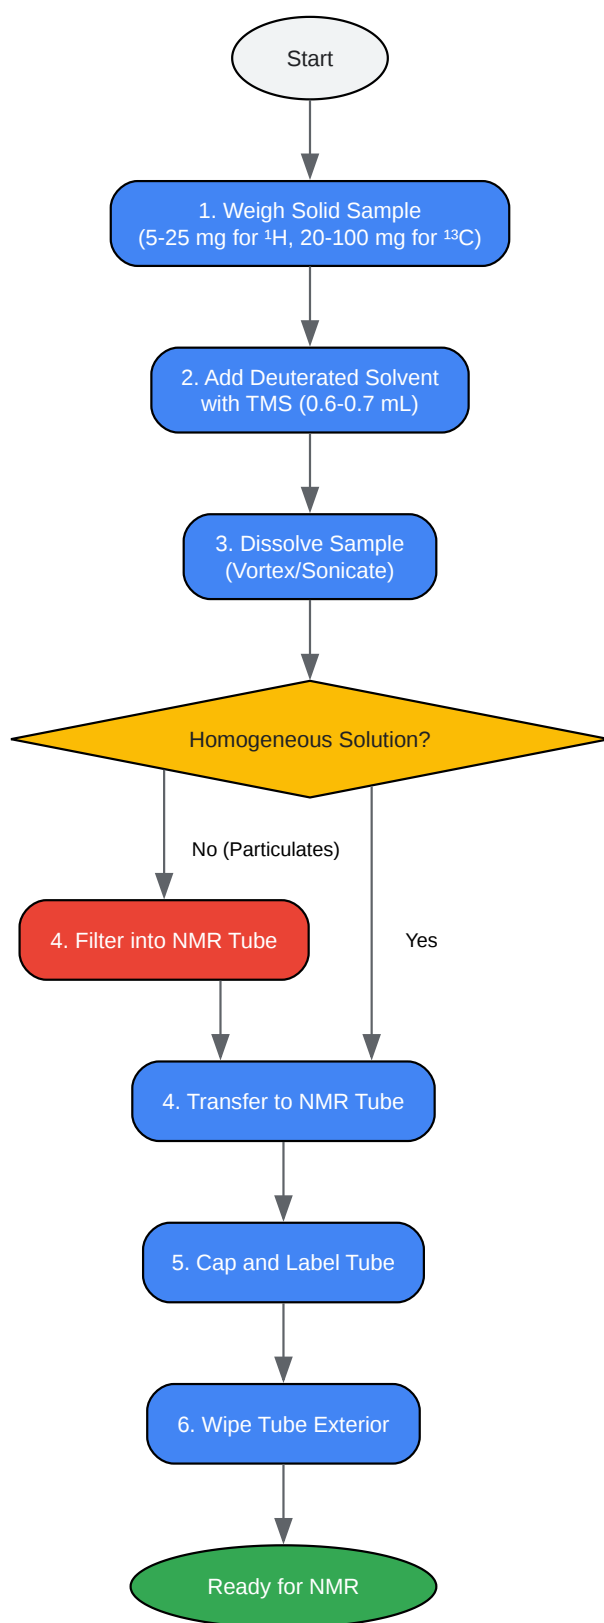 Start
1. Weigh Solid Sample
(5-25 mg for ¹H, 20-100 mg for ¹³C)
2. Add Deuterated Solvent
with TMS (0.6-0.7 mL)
3. Dissolve Sample
(Vortex/Sonicate)
Homogeneous Solution?
No (Particulates)
4. Filter into NMR Tube
Yes
4. Transfer to NMR Tube
5. Cap and Label Tube
6. Wipe Tube Exterior
Ready for NMR